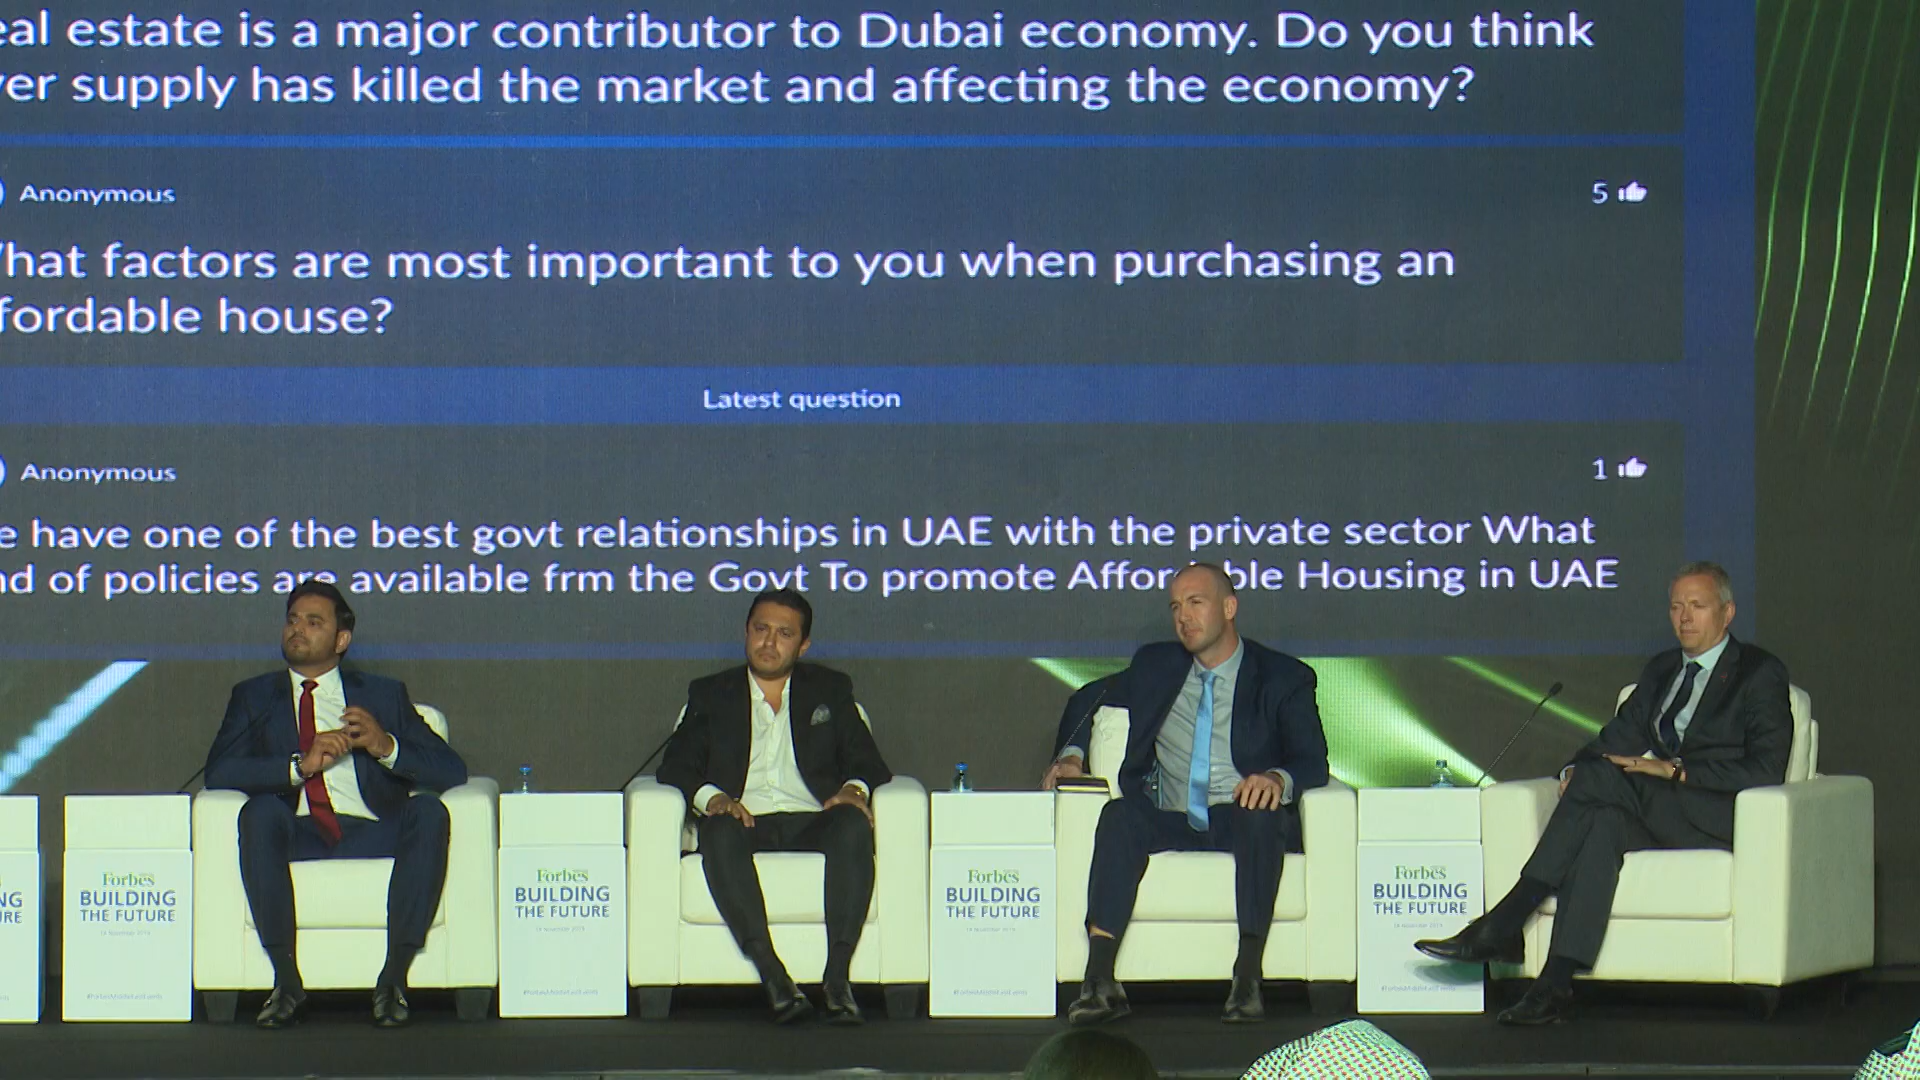 eal estate is a major contributor to Dubai economy. Do you think
ver supply has killed the market and affecting the economy?
Anonymous
5
hat factors are most important to you when purchasing an
fordable house?
Latest question
Anonymous
1
e have one of the best govt relationships in UAE with the private sector What
nd of policies are available frm the Govt To promote Affordable Housing in UAE
NG
URE
Forbes
BUILDING
THE FUTURE
Forbes
BUILDING
THE FUTURE
Forbes
BUILDING
THE FUTURE
Forbes
BUILDING
THE FUTURE